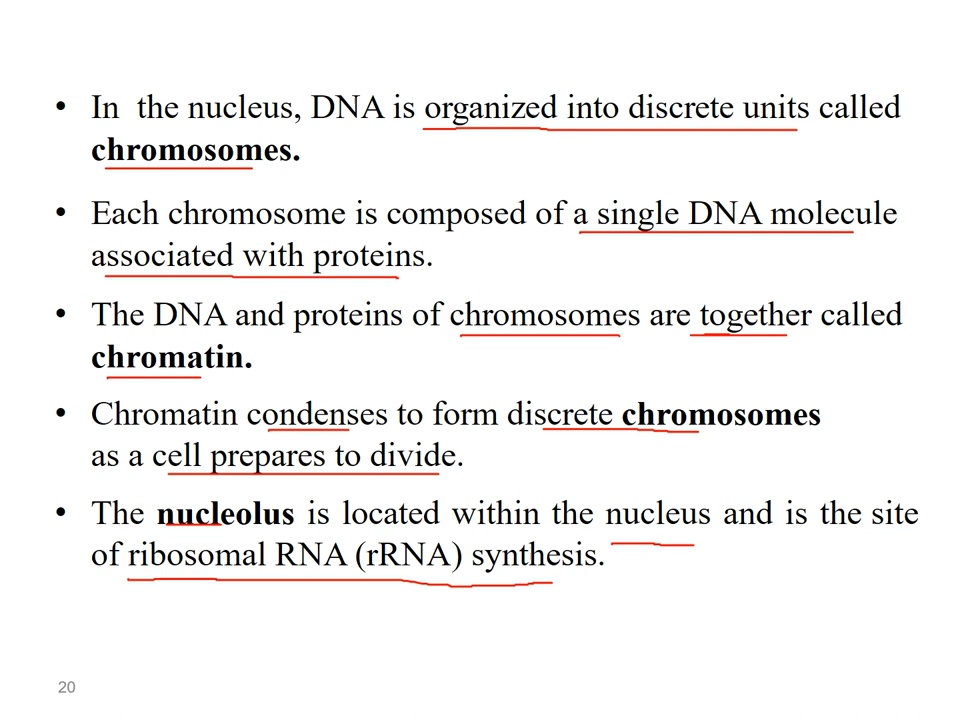 • In the nucleus, DNA is organized into discrete units called
chromosomes.
• Each chromosome is composed of a single DNA molecule
associated with proteins.
• The DNA and proteins of chromosomes are together called
chromatin.
• Chromatin condenses to form discrete chromosomes
as a cell prepares to divide.
• The nucleolus is located within the nucleus and is the site
of ribosomal RNA (rRNA) synthesis.
20